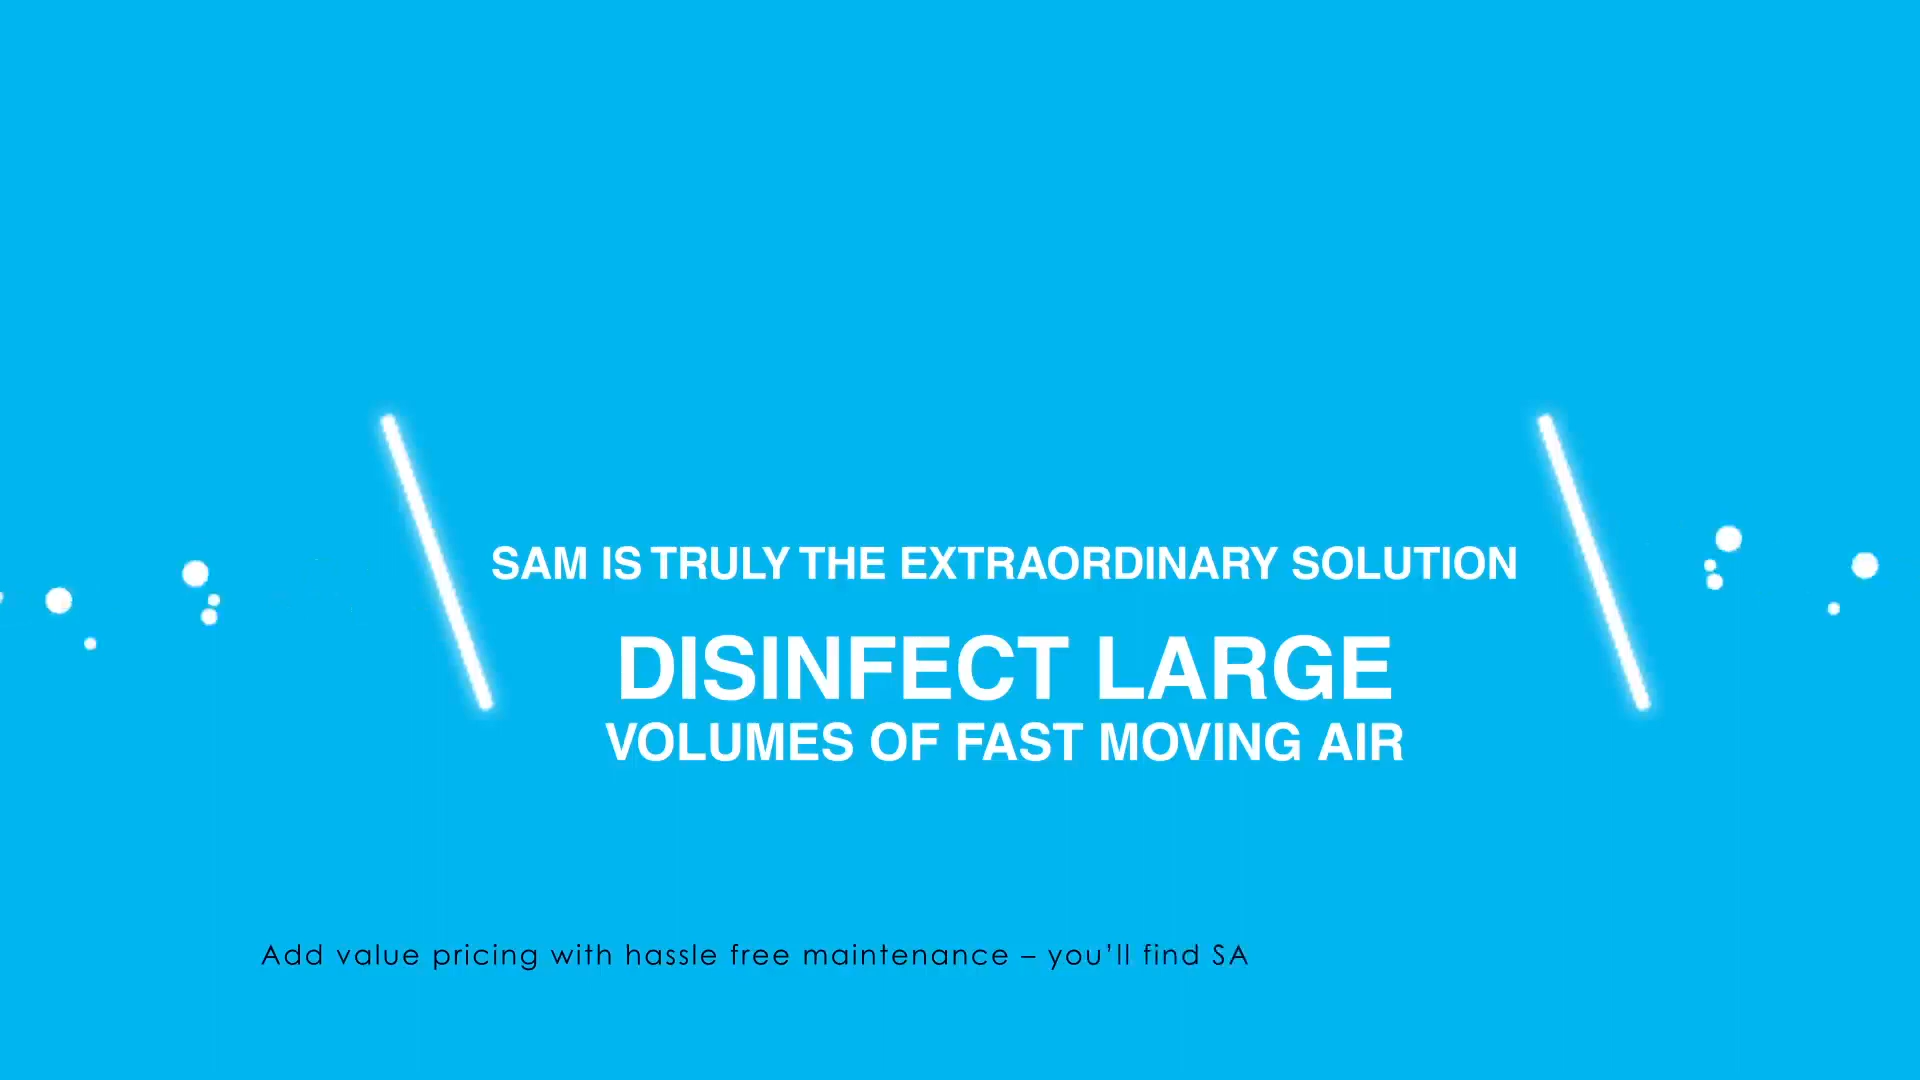 SAM IS TRULY THE EXTRAORDINARY SOLUTION
DISINFECT LARGE
VOLUMES OF FAST MOVING AIR
Add value pricing with hassle free maintenance – you’ll find SA